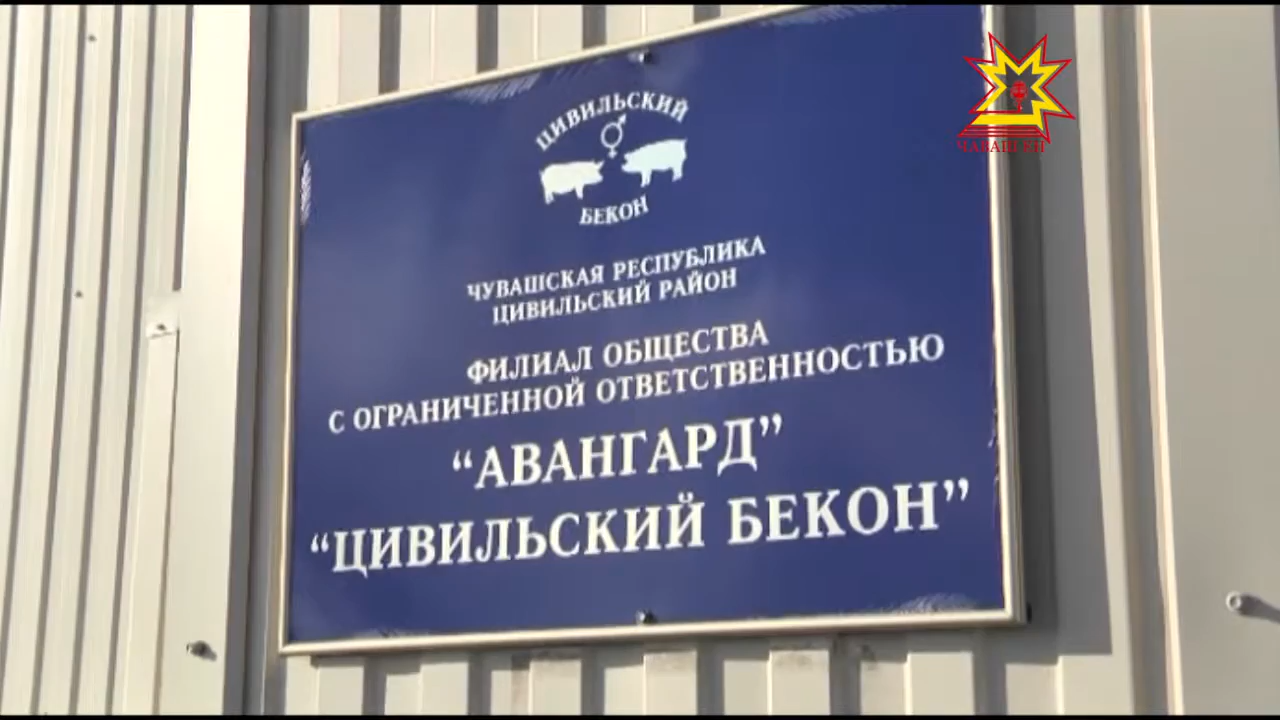 ЦИВИЛЬСКИЙ
БЕКОН
ЧУВАШСКАЯ РЕСПУБЛИКА
ЦИВИЛЬСКИЙ РАЙОН
ФИЛИАЛ ОБЩЕСТВА
С ОГРАНИЧЕННОЙ ОТВЕТСТВЕННОСТЬЮ
“АВАНГАРД”
“ЦИВИЛЬСКИЙ БЕКОН”